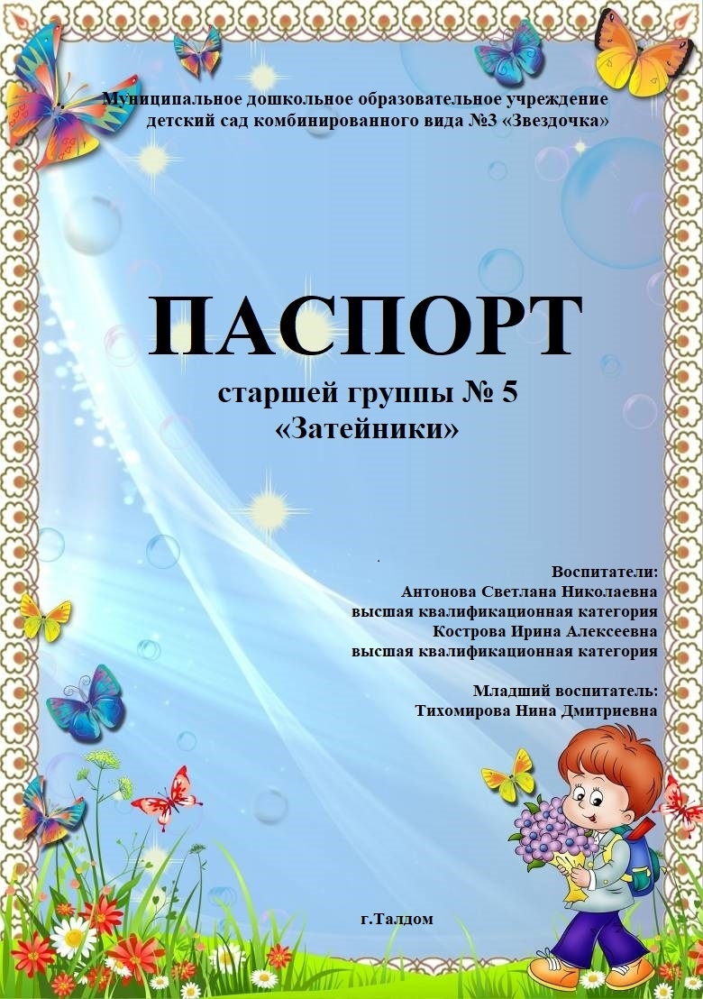 Муниципальное дошкольное образовательное учреждение
детский сад комбинированного вида №3 «Звездочка»
ПАСПОРТ
старшей группы № 5
«Затейники»
Воспитатели:
Антонова Светлана Николаевна
высшая квалификационная категория
Кострова Ирина Алексеевна
высшая квалификационная категория
Младший воспитатель:
Тихомирова Нина Дмитриевна
г.Талдом